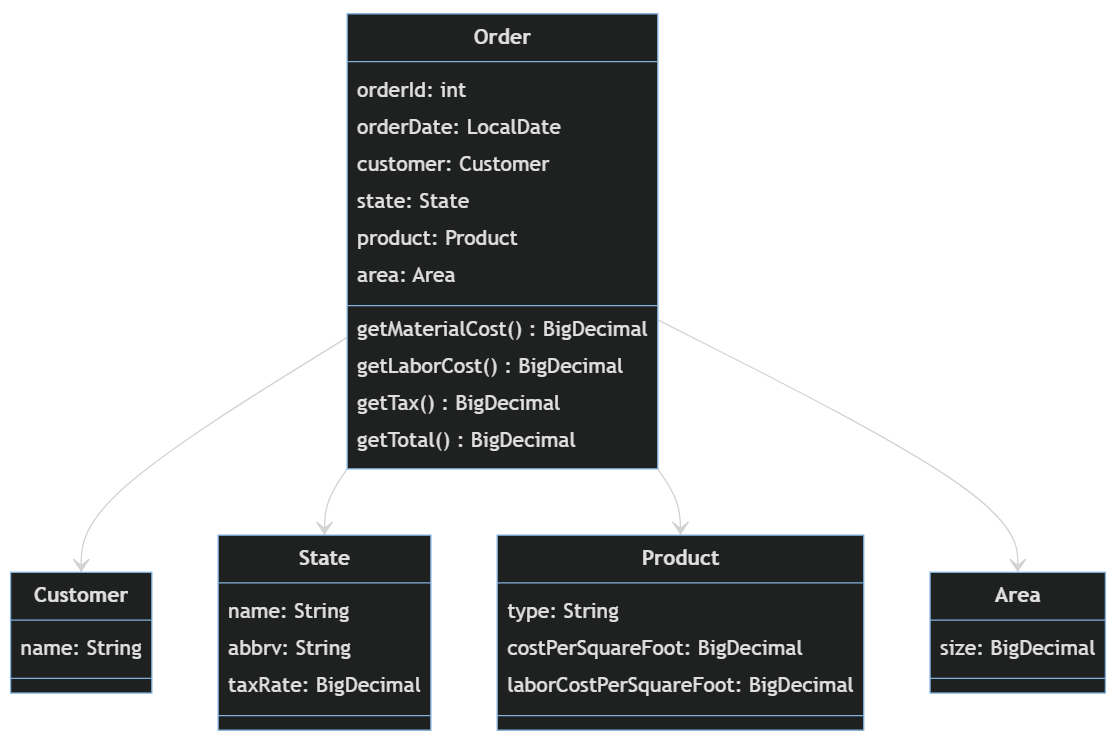 Order
orderId: int
orderDate: LocalDate
customer: Customer
state: State
product: Product
area: Area
getMaterialCost() : BigDecimal
getLaborCost() : BigDecimal
getTax() : BigDecimal
getTotal() : BigDecimal
Customer
name: String
State
name: String
abbrv: String
taxRate: BigDecimal
Product
type: String
costPerSquareFoot: BigDecimal
laborCostPerSquareFoot: BigDecimal
Area
size: BigDecimal